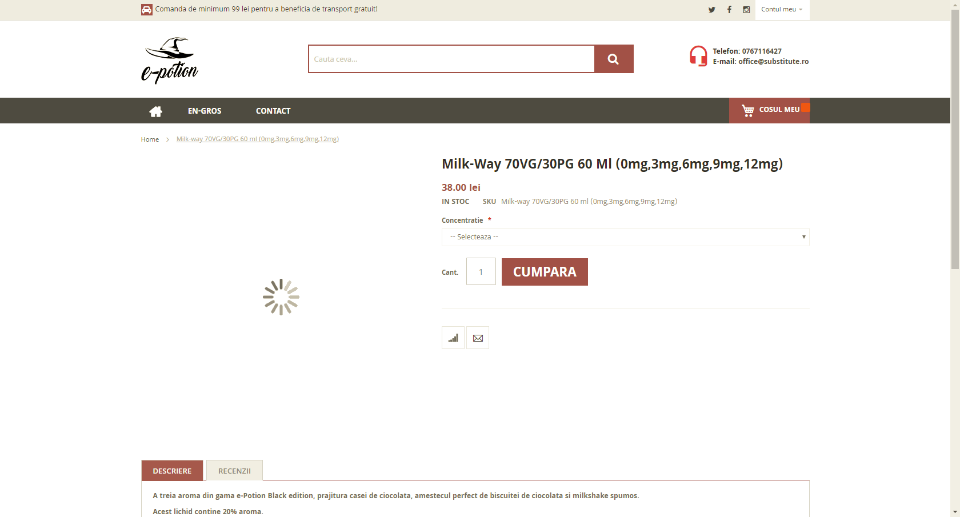 Comanda de minimum 99 lei pentru a beneficia de transport gratuit!
Contul meu
e-potion
Cauta ceva...
Telefon: 0767116427
E-mail: office@substitute.ro
EN-GROS
CONTACT
COSUL MEU
Home
Milk-way 70VG/30PG 60 ml (0mg,3mg,6mg,9mg,12mg)
Milk-Way 70VG/30PG 60 Ml (0mg,3mg,6mg,9mg,12mg)
38.00 lei
IN STOC SKU Milk-way 70VG/30PG 60 ml (0mg,3mg,6mg,9mg,12mg)
Concentratie *
-- Selecteaza --
Cant. 1 CUMPARA
DESCRIERE
RECENZII
A treia aroma din gama e-Potion Black edition, prajitura casei de ciocolata, amestecul perfect de biscuitei de ciocolata si milkshake spumos.
Acest lichid contine 20% aroma.